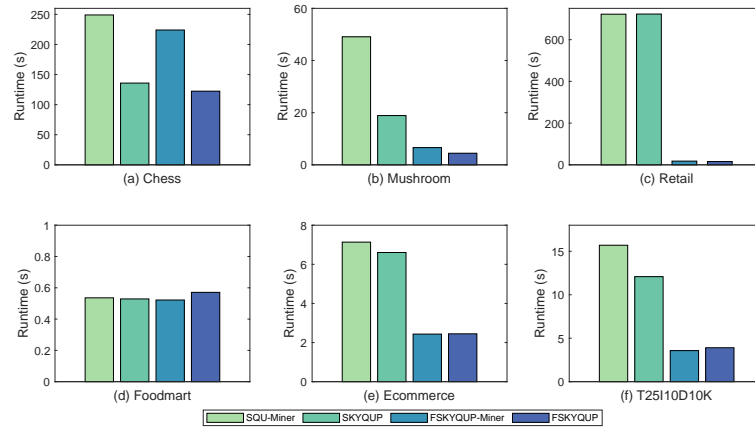 250
200
150
100
50
0
Runtime (s)
(a) Chess
60
40
20
0
Runtime (s)
(b) Mushroom
600
400
200
0
Runtime (s)
(c) Retail
1
0.8
0.6
0.4
0.2
0
Runtime (s)
(d) Foodmart
8
6
4
2
0
Runtime (s)
(e) Ecommerce
15
10
5
0
Runtime (s)
(f) T25I10D10K
SQU-Miner SKYQUP FSKYQUP-Miner FSKYQUP